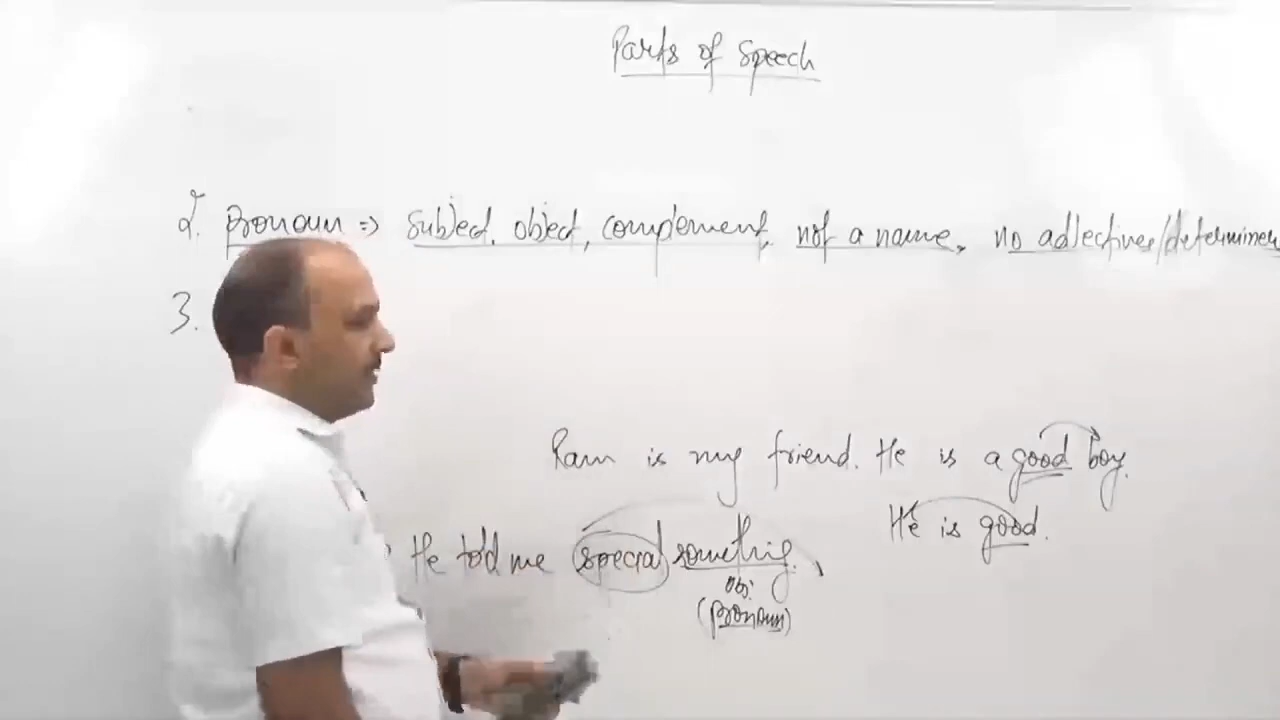 Parts of Speech
2. Pronoun => Subject, object, complement, not a name, no adjectives/determiners
3.
Ram is my friend. He is a good boy.
He is good.
He told me special something.
obj.
(Pronoun)